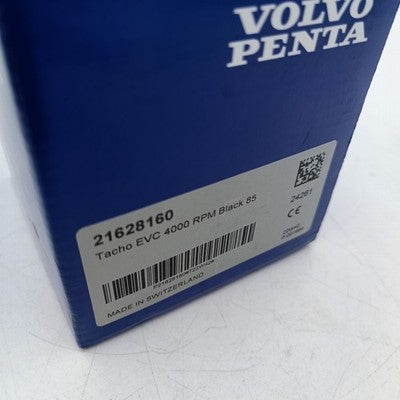 VOLVO
PENTA
21628160
Tacho EVC 4000 RPM Black 85
24261
CE
MADE IN SWITZERLAND